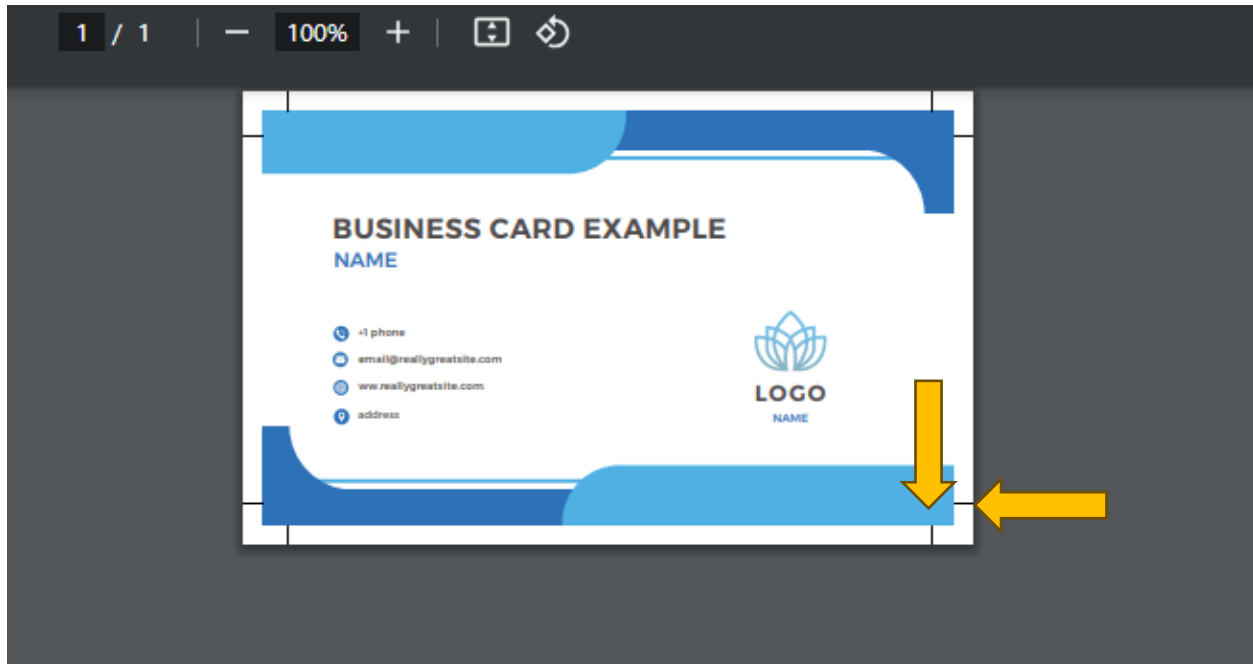 1 / 1 | — 100% + |
BUSINESS CARD EXAMPLE
NAME
+1 phone
email@reallygreatsite.com
ww.reallygreatsite.com
address
LOGO
NAME